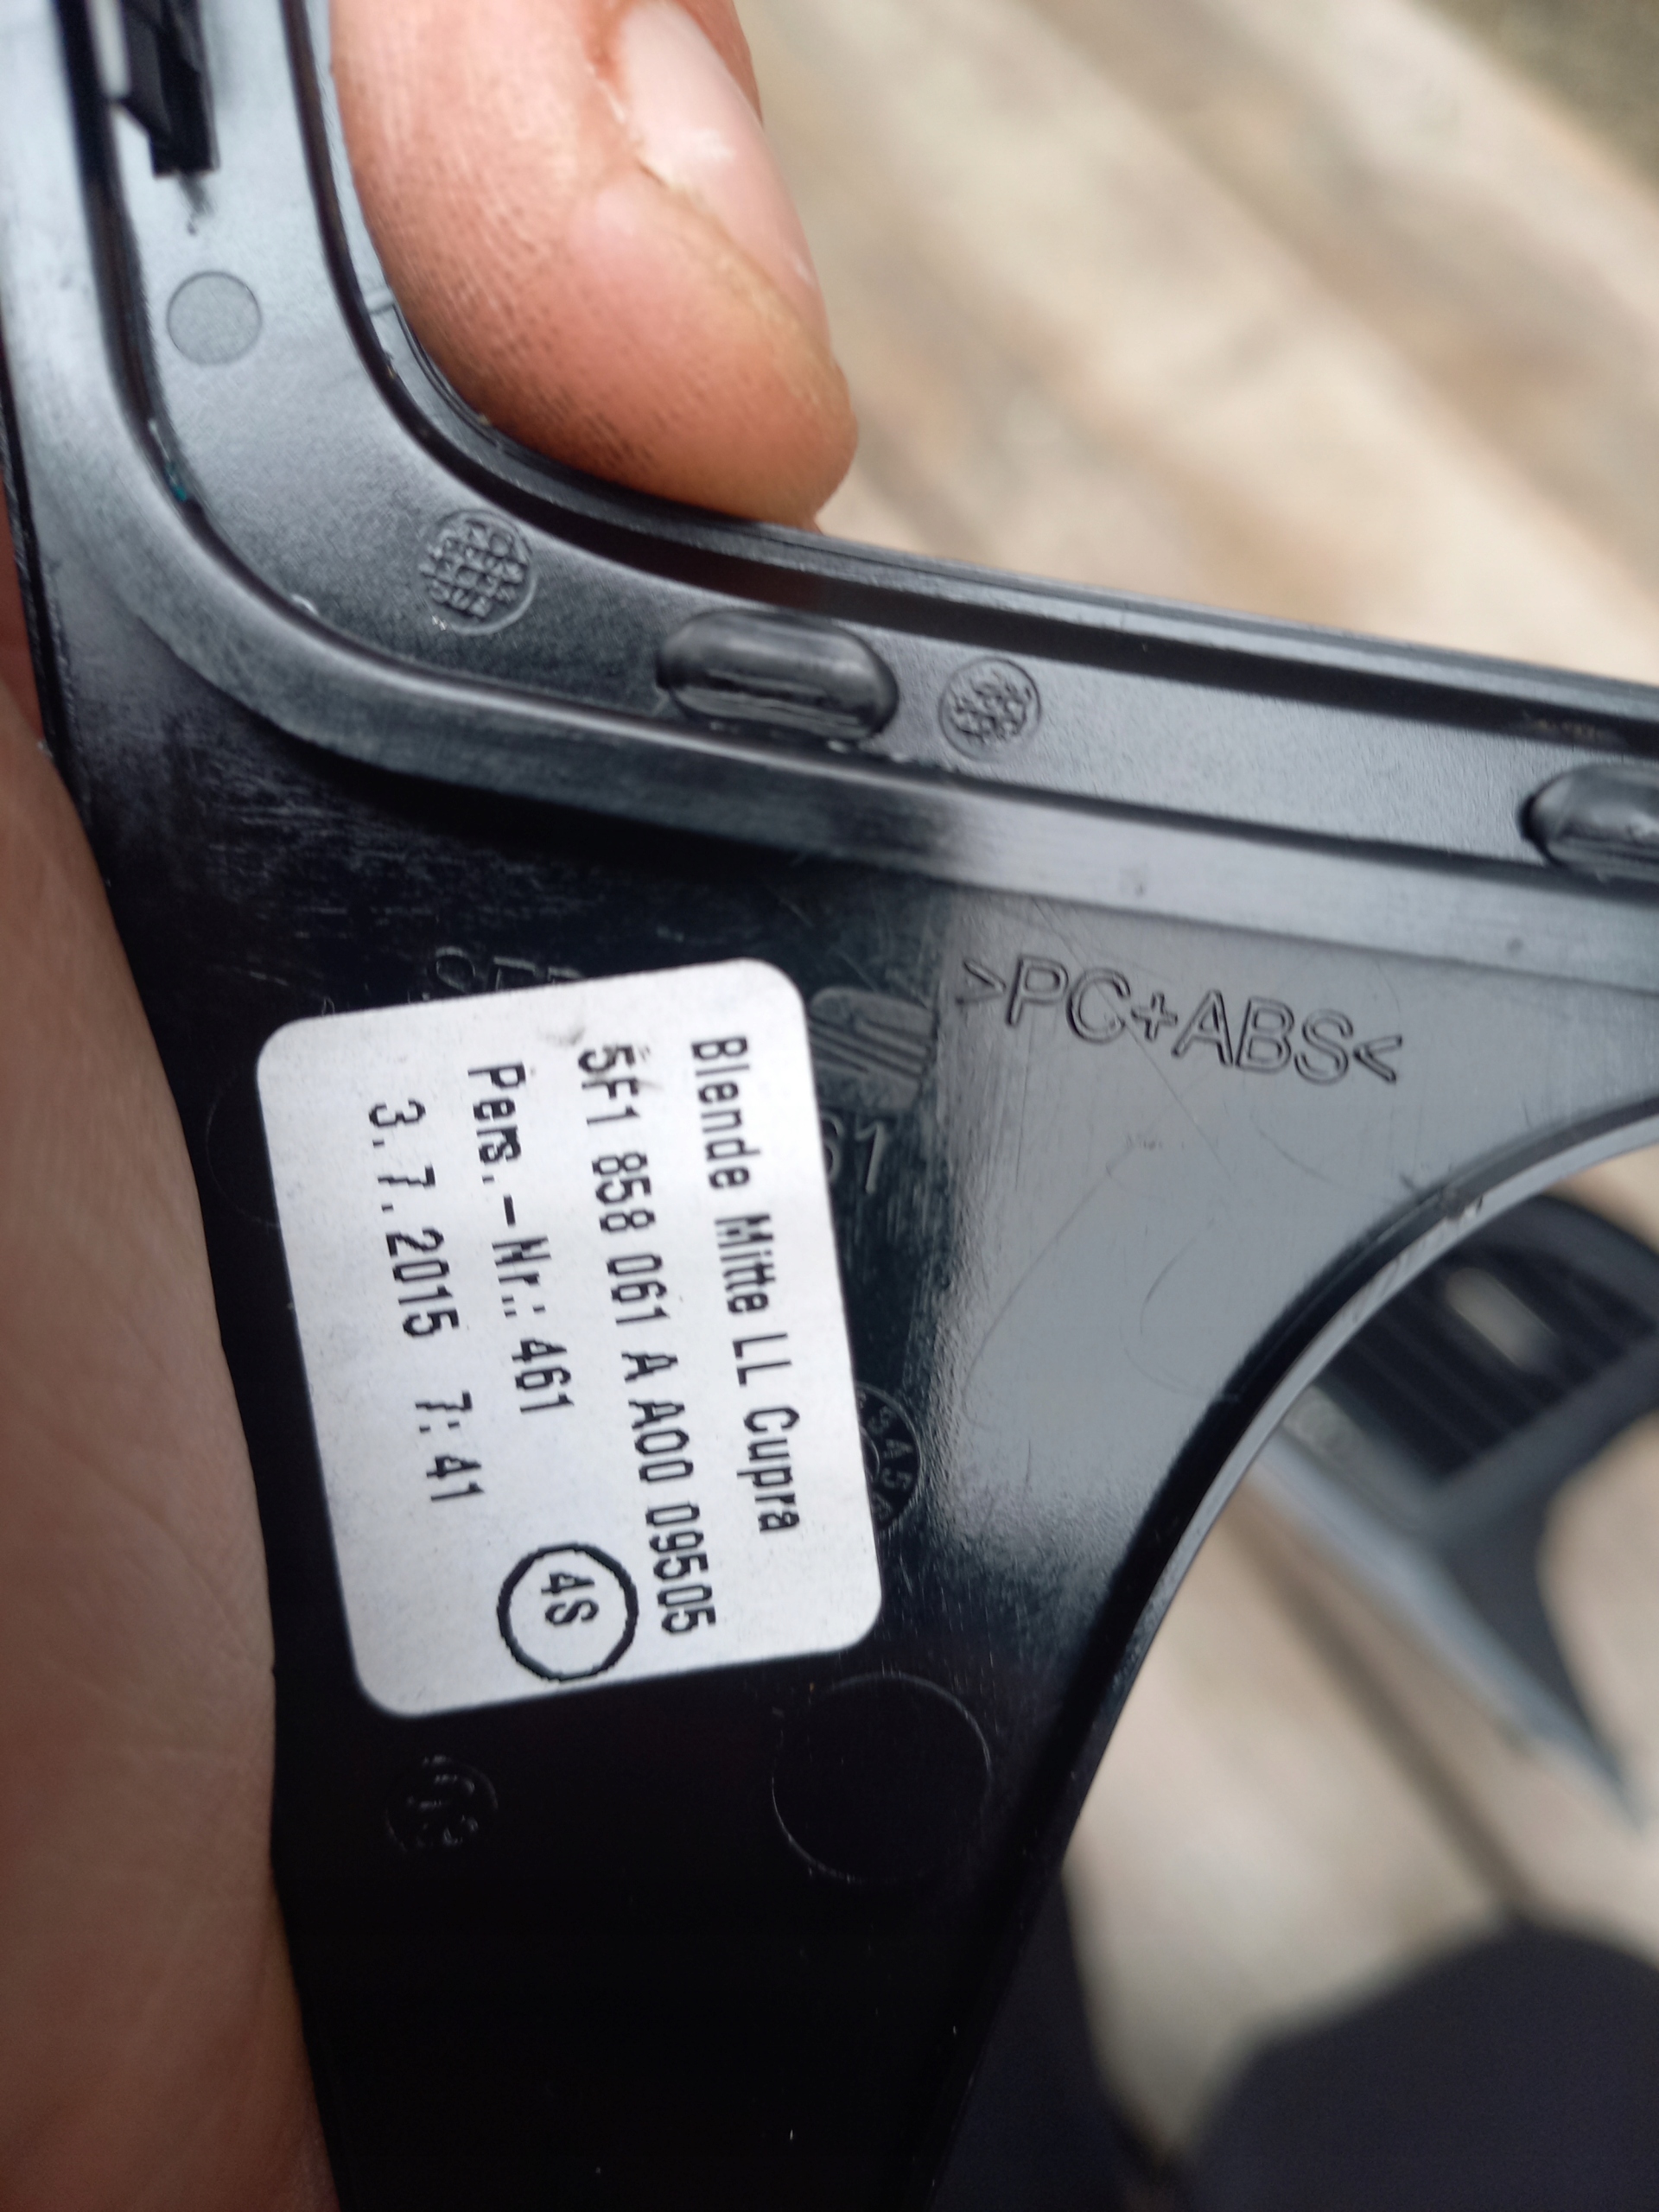 >PC+ABS<
61
Blende Mitte LL Cupra
5F1 858 061 A A00 09505
Pers.-Nr.: 461
4S
3.7.2015 7:41